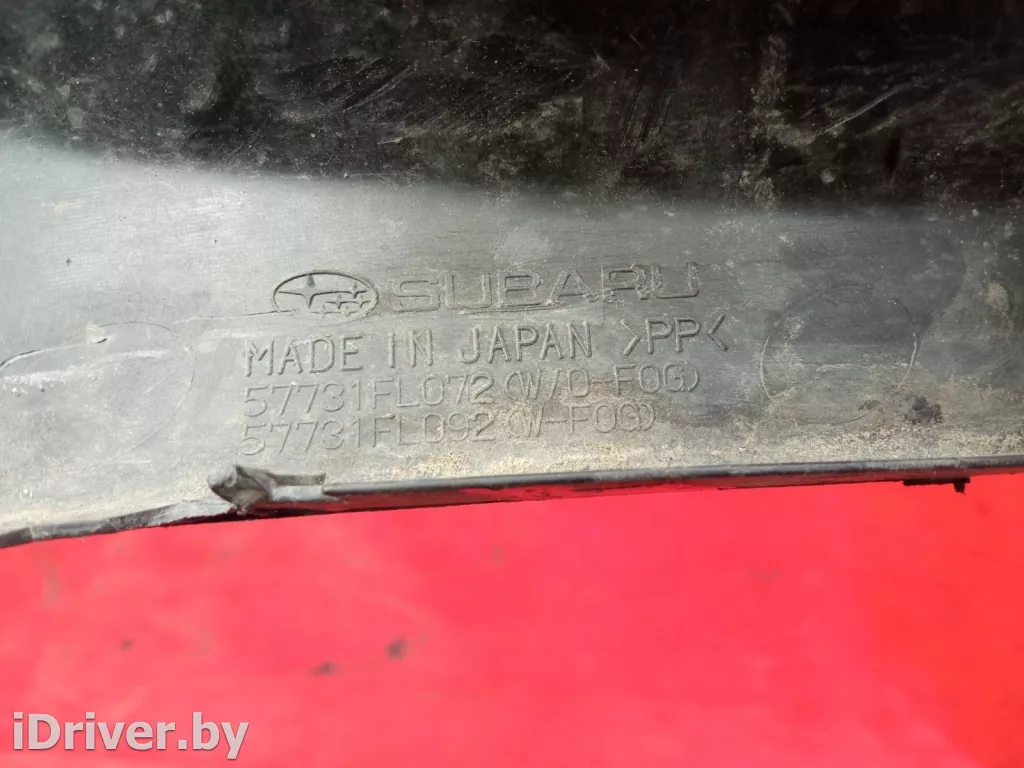 SUBARU
MADE IN JAPAN >PP<
57731FL072(W/O-FOG)
57731FL092(W-FOG)
iDriver.by